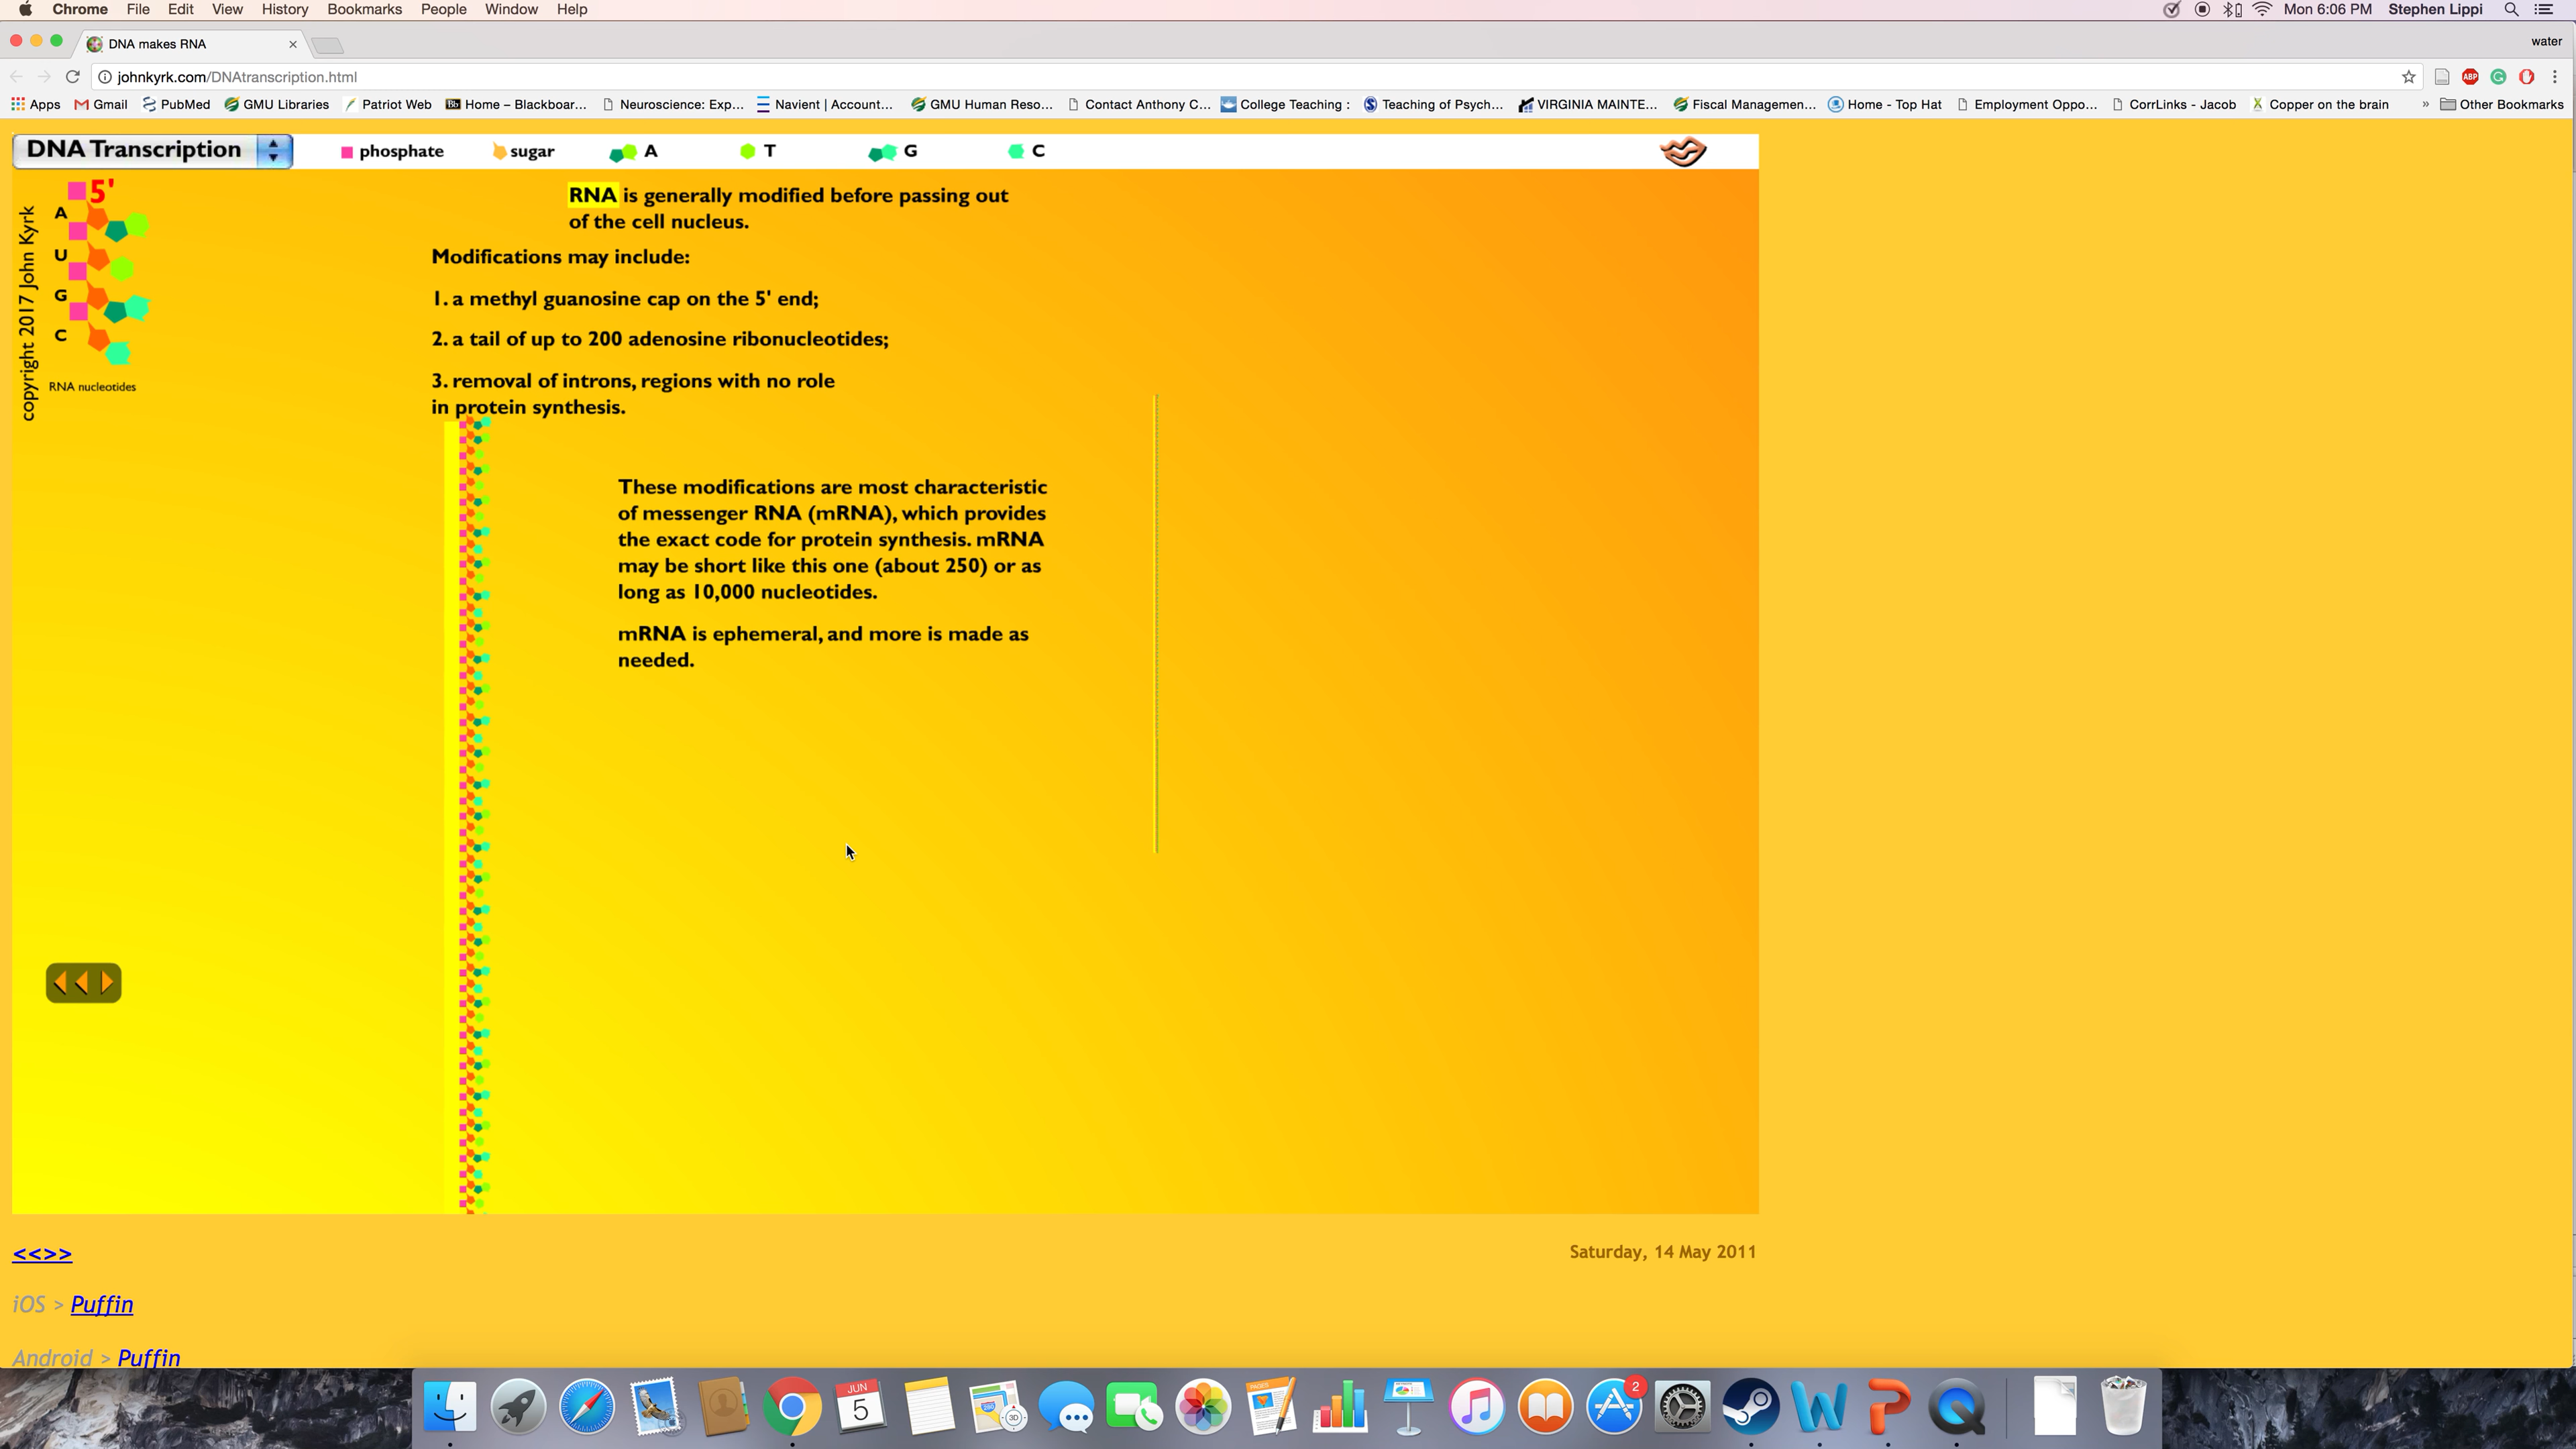 Chrome File Edit View History Bookmarks People Window Help Mon 6:06 PM Stephen Lippi
DNA makes RNA water
johnkyrk.com/DNAtranscription.html ABP
Apps Gmail PubMed GMU Libraries Patriot Web Bb Home – Blackboar... Neuroscience: Exp... Navient | Account... GMU Human Reso... Contact Anthony C... College Teaching : Teaching of Psych... VIRGINIA MAINTE... Fiscal Managemen... Home - Top Hat Employment Oppo... CorrLinks - Jacob Copper on the brain » Other Bookmarks
DNA Transcription phosphate sugar A T G C
5'
A
U
G
C
RNA nucleotides
copyright 2017 John Kyrk
RNA is generally modified before passing out
of the cell nucleus.
Modifications may include:
1. a methyl guanosine cap on the 5' end;
2. a tail of up to 200 adenosine ribonucleotides;
3. removal of introns, regions with no role
in protein synthesis.
These modifications are most characteristic
of messenger RNA (mRNA), which provides
the exact code for protein synthesis. mRNA
may be short like this one (about 250) or as
long as 10,000 nucleotides.
mRNA is ephemeral, and more is made as
needed.
<<>>
Saturday, 14 May 2011
iOS > Puffin
Android > Puffin
JUN
5
PAGES
280
3D
2